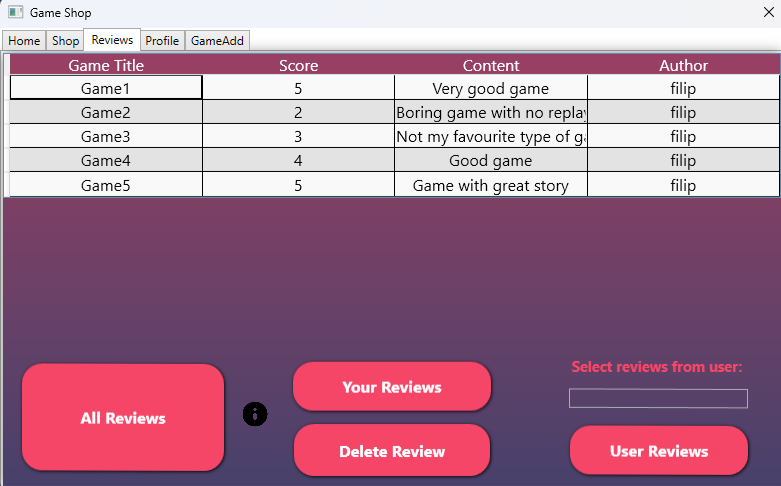 Game Shop
Home Shop Reviews Profile GameAdd
Game Title Score Content Author
Game1 5 Very good game filip
Game2 2 Boring game with no replay filip
Game3 3 Not my favourite type of ga filip
Game4 4 Good game filip
Game5 5 Game with great story filip
Select reviews from user:
Your Reviews
All Reviews
Delete Review User Reviews